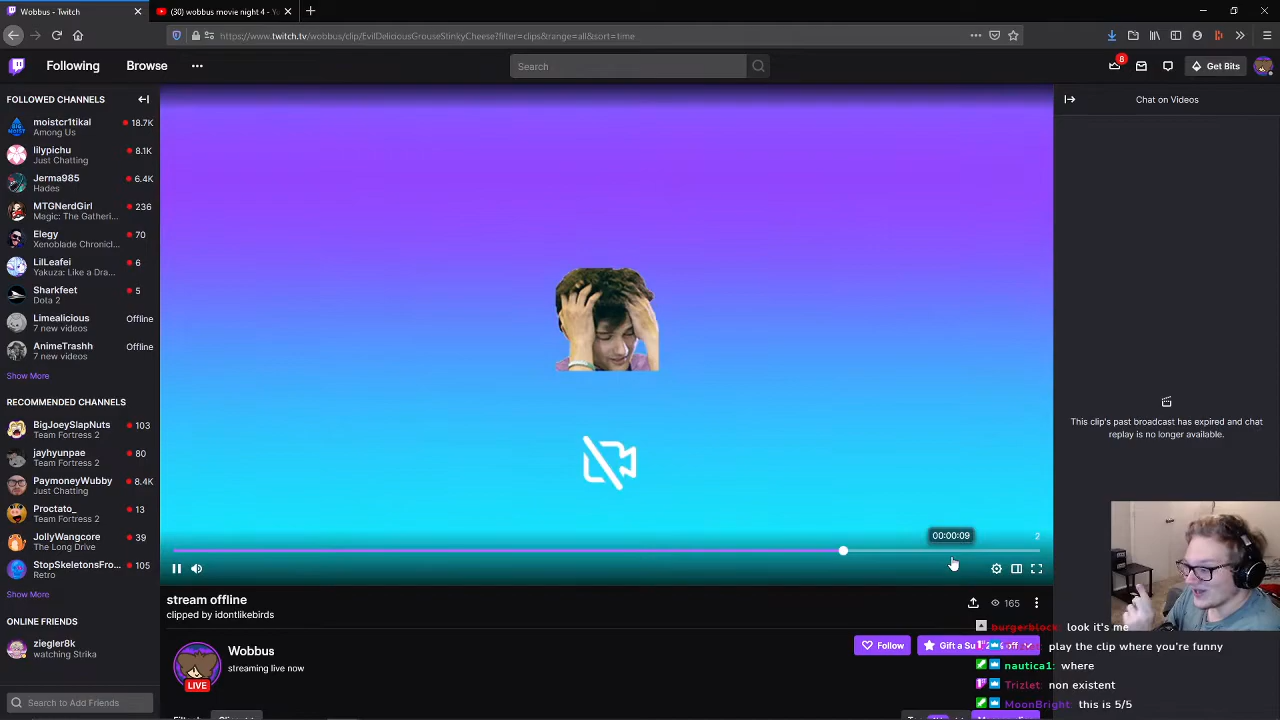 Wobbus - Twitch
(30) wobbus movie night 4 - Yo
https://www.twitch.tv/wobbus/clip/EvilDeliciousGrouseStinkyCheese?filter=clips&range=all&sort=time
Following
Browse
Search
8
Get Bits
FOLLOWED CHANNELS
moistcr1tikal
18.7K
Among Us
lilypichu
8.1K
Just Chatting
Jerma985
6.4K
Hades
MTGNerdGirl
236
Magic: The Gatheri...
Elegy
70
Xenoblade Chronicl...
LilLeafei
6
Yakuza: Like a Dra...
Sharkfeet
5
Dota 2
Limealicious
Offline
7 new videos
AnimeTrashh
Offline
7 new videos
Show More
RECOMMENDED CHANNELS
BigJoeySlapNuts
103
Team Fortress 2
jayhyunpae
80
Team Fortress 2
PaymoneyWubby
8.4K
Just Chatting
Proctato_
13
Team Fortress 2
JollyWangcore
39
The Long Drive
StopSkeletonsFro...
105
Retro
Show More
ONLINE FRIENDS
ziegler8k
watching Strika
Search to Add Friends
00:00:09
2
stream offline
clipped by idontlikebirds
165
Wobbus
streaming live now
LIVE
Follow
Gift a Su
off
Chat on Videos
This clip's past broadcast has expired and chat
replay is no longer available.
burgerblock: look it's me
play the clip where you're funny
nautica1: where
Trizlet: non existent
MoonBright: this is 5/5